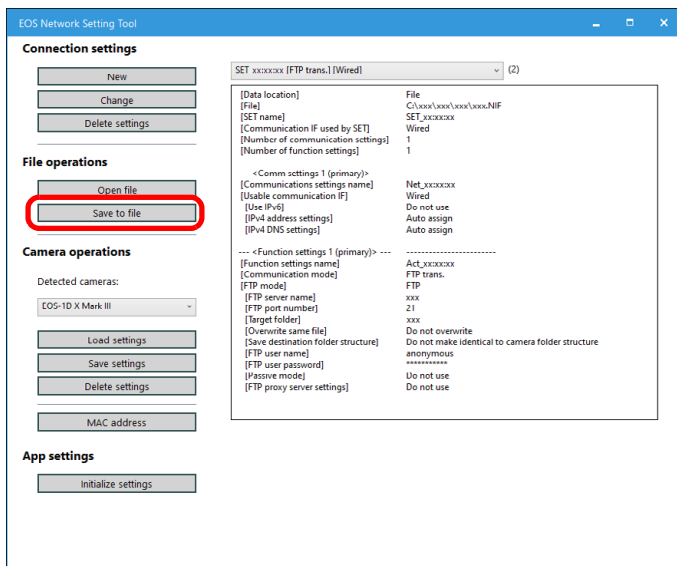 EOS Network Setting Tool
Connection settings
New
Change
Delete settings
File operations
Open file
Save to file
Camera operations
Detected cameras:
EOS-1D X Mark III
Load settings
Save settings
Delete settings
MAC address
App settings
Initialize settings
SET xx:xx:xx [FTP trans.] [Wired] (2)
[Data location] File
[File] C:\xxx\xxx\xxx\xxx.NIF
[SET name] SET_xx:xx:xx
[Communication IF used by SET] Wired
[Number of communication settings] 1
[Number of function settings] 1
<Comm settings 1 (primary)>
[Communications settings name] Net_xx:xx:xx
[Usable communication IF] Wired
[Use IPv6] Do not use
[IPv4 address settings] Auto assign
[IPv4 DNS settings] Auto assign
--- <Function settings 1 (primary)> --- ------------------------
[Function settings name] Act_xx:xx:xx
[Communication mode] FTP trans.
[FTP mode] FTP
[FTP server name] xxx
[FTP port number] 21
[Target folder] xxx
[Overwrite same file] Do not overwrite
[Save destination folder structure] Do not make identical to camera folder structure
[FTP user name] anonymous
[FTP user password] ***********
[Passive mode] Do not use
[FTP proxy server settings] Do not use